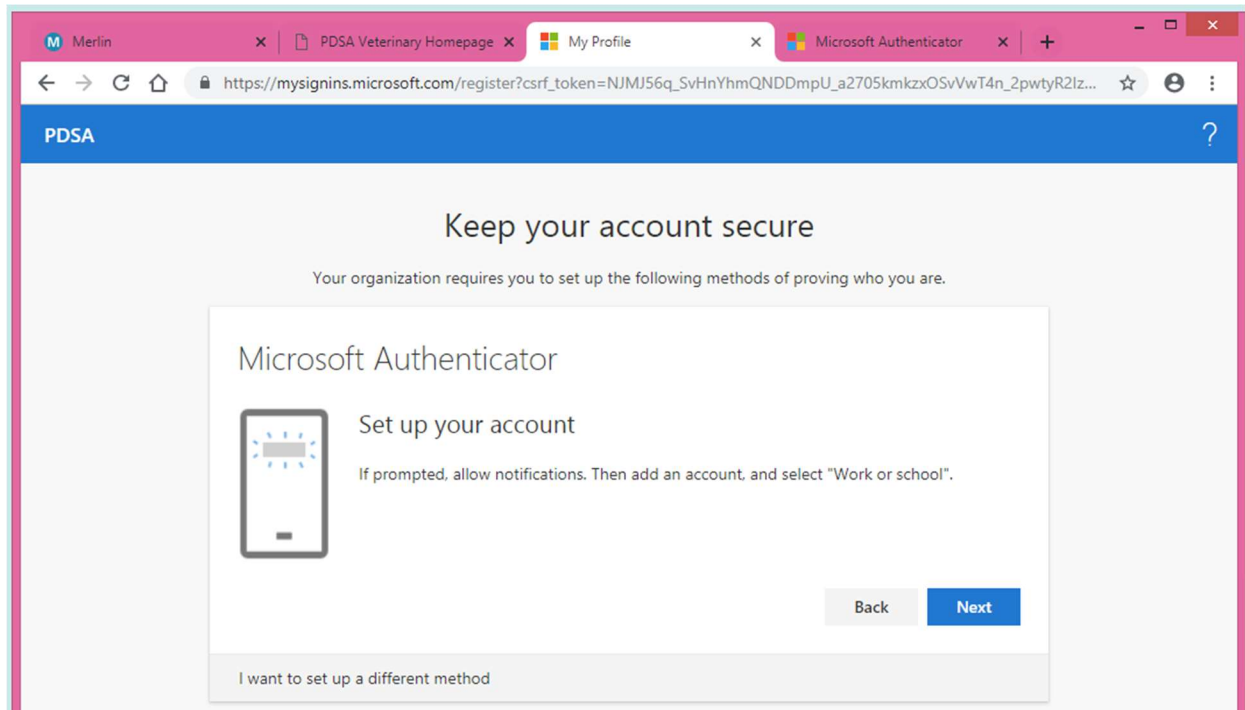 Merlin
PDSA Veterinary Homepage
My Profile
Microsoft Authenticator
https://mysignins.microsoft.com/register?csrf_token=NJMJ56q_SvHnYhmQNDDmpU_a2705kmkzxOSvVwT4n_2pwtyR2Iz...
PDSA
?
Keep your account secure
Your organization requires you to set up the following methods of proving who you are.
Microsoft Authenticator
Set up your account
If prompted, allow notifications. Then add an account, and select "Work or school".
Back Next
I want to set up a different method